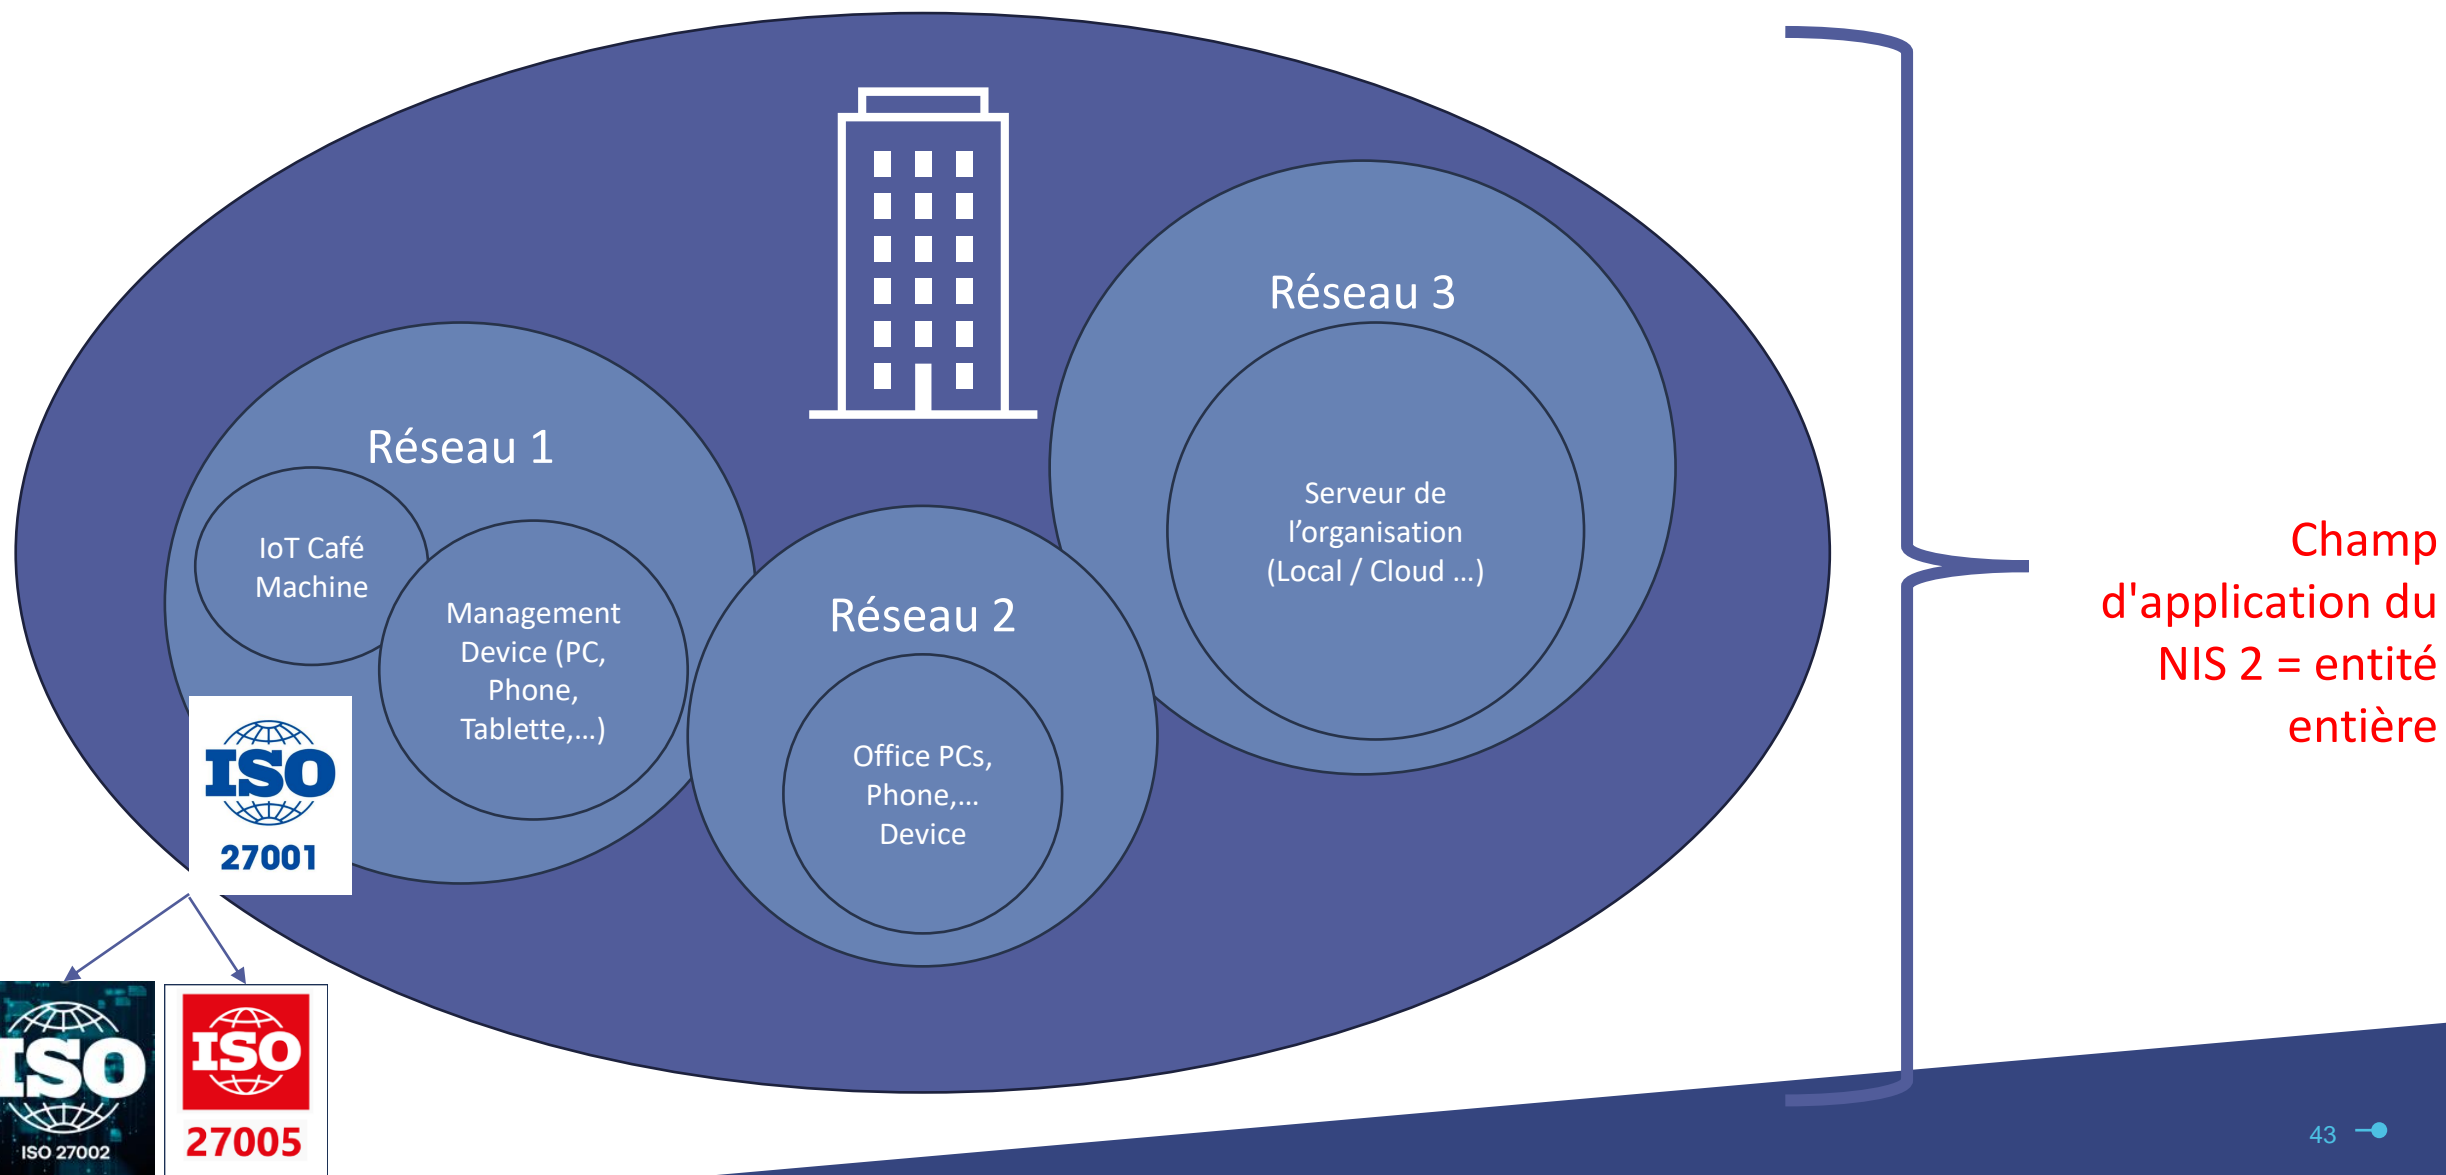 Réseau 3
Réseau 1
Serveur de
l’organisation
(Local / Cloud ...)
IoT Café
Machine
Management
Device (PC,
Phone,
Tablette,...)
Réseau 2
Office PCs,
Phone,...
Device
Champ
d'application du
NIS 2 = entité
entière
ISO
27001
ISO
ISO 27002
ISO
27005
43